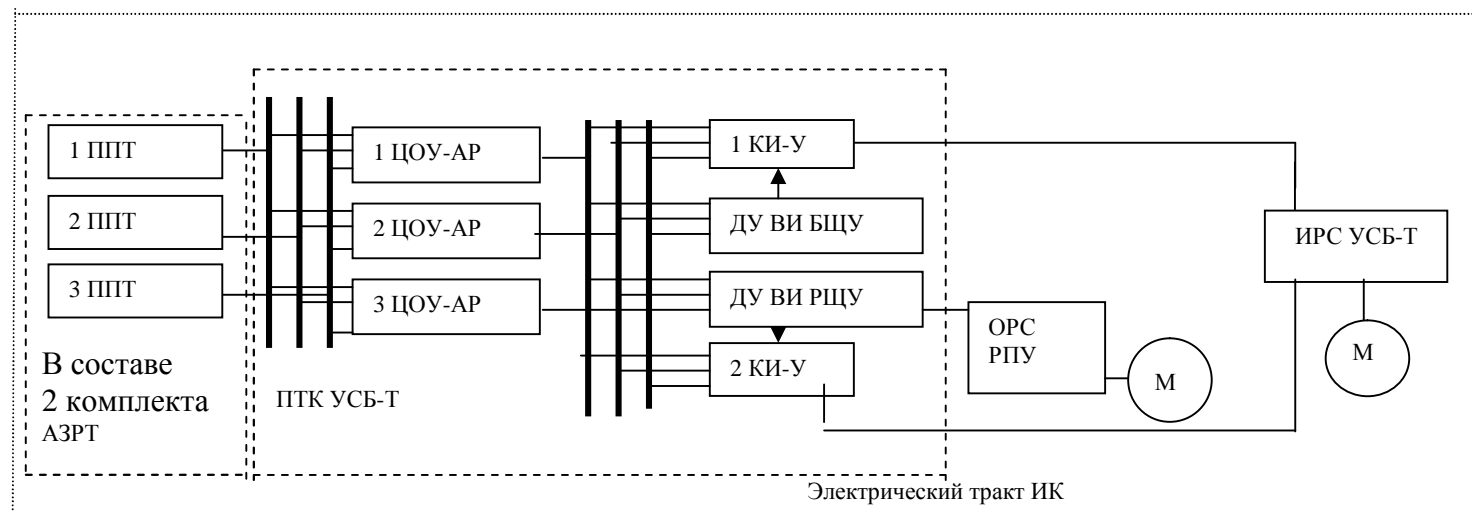 1 ППТ
2 ППТ
3 ППТ
В составе
2 комплекта
АЗРТ
ПТК УСБ-Т
1 ЦОУ-АР
2 ЦОУ-АР
3 ЦОУ-АР
1 КИ-У
ДУ ВИ БЩУ
ДУ ВИ РЩУ
2 КИ-У
ОРС
РПУ
М
ИРС УСБ-Т
М
Электрический тракт ИК